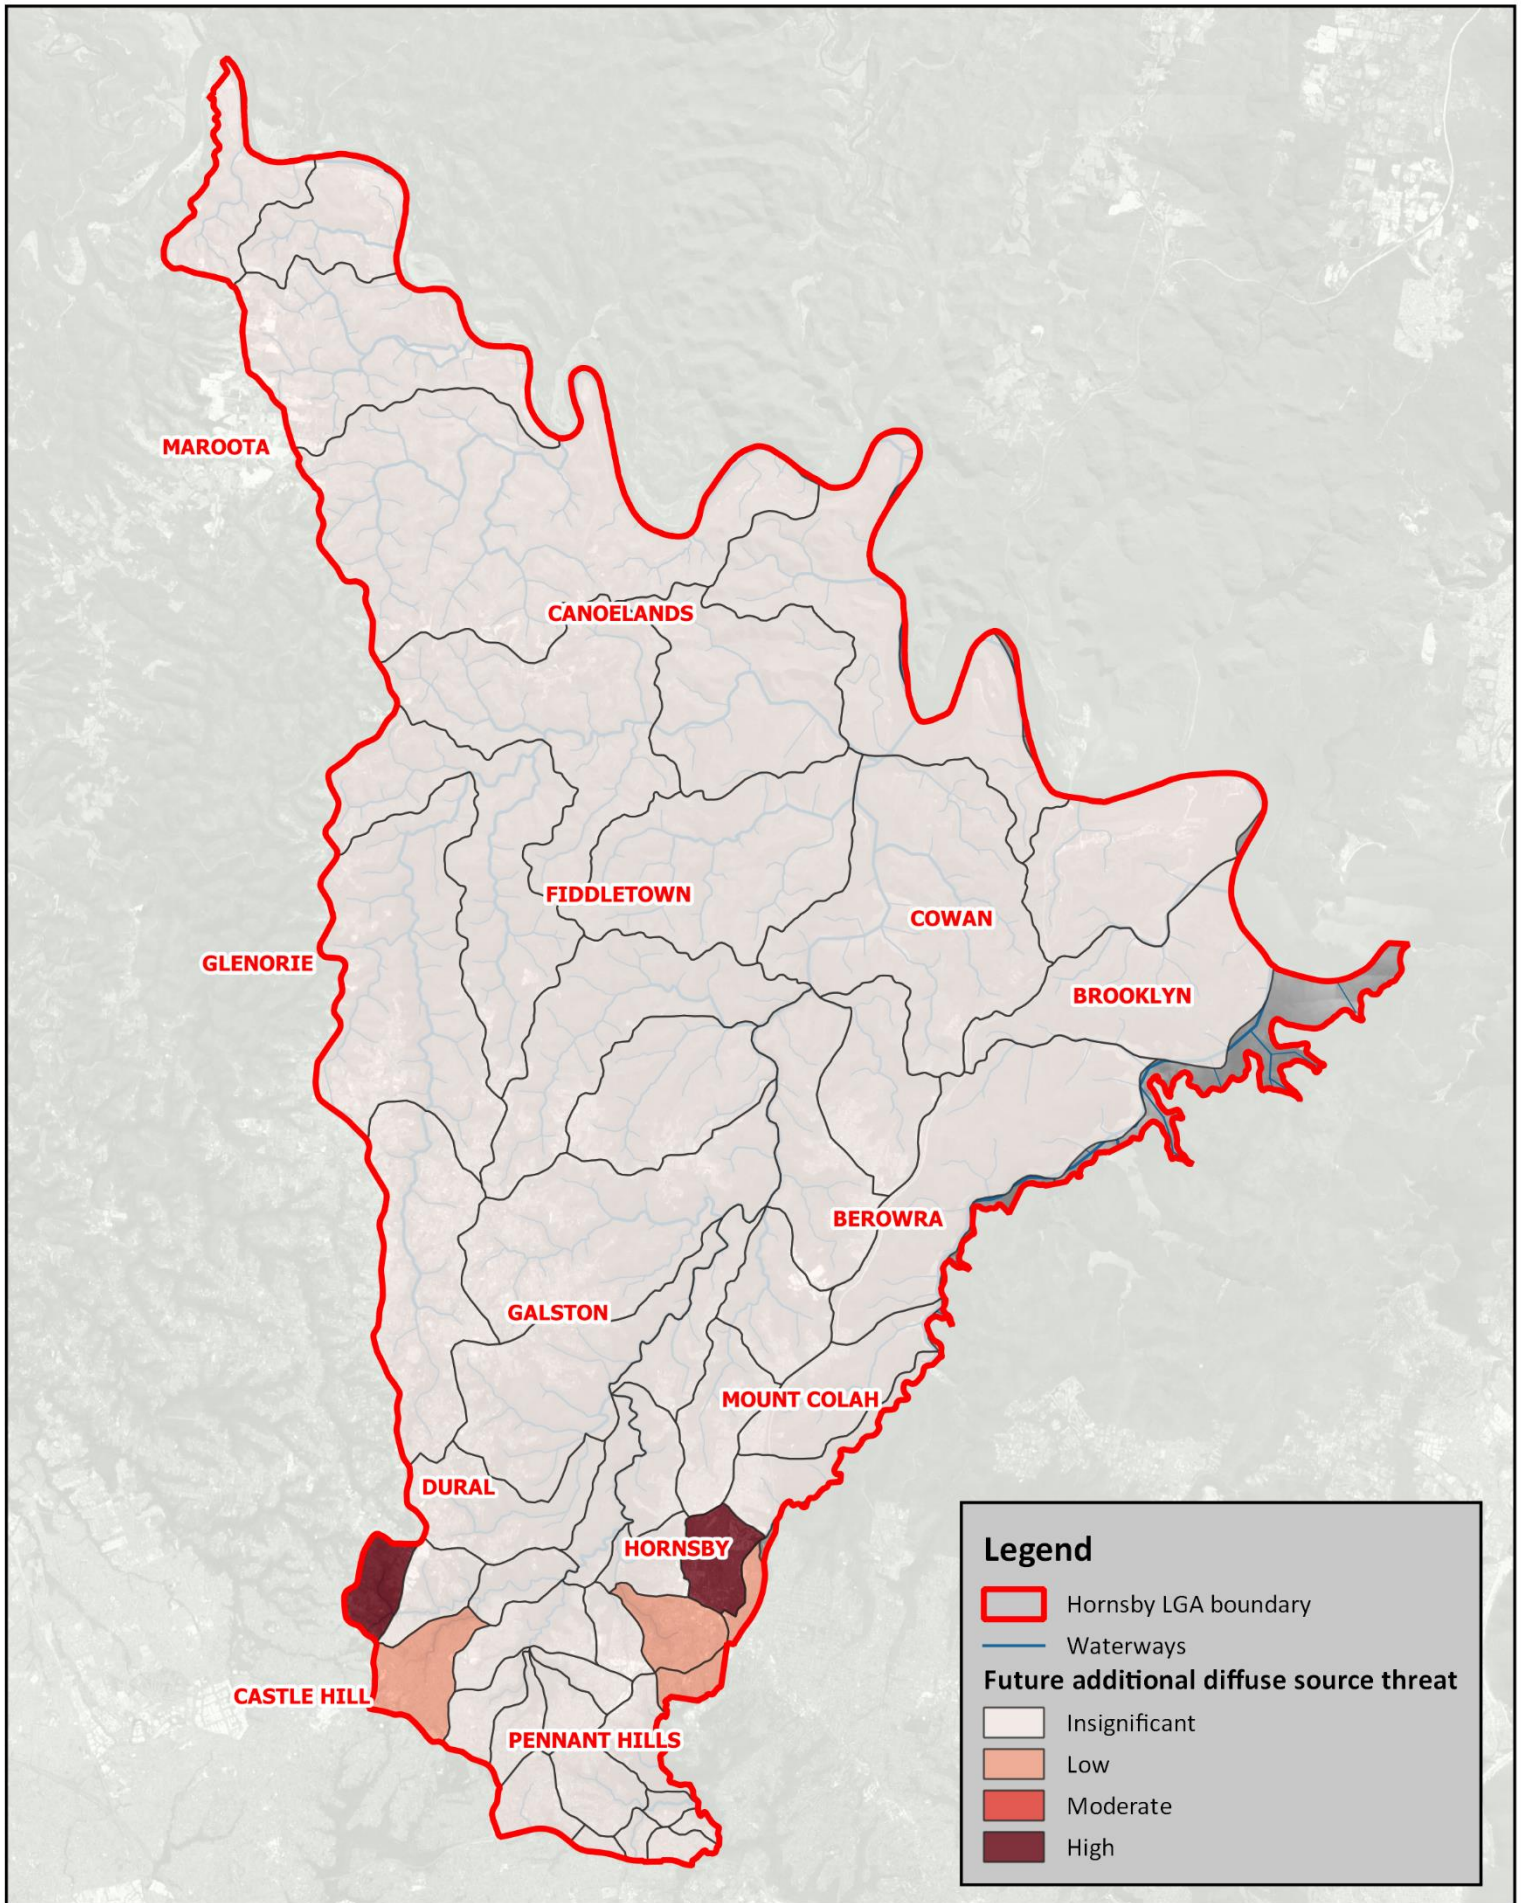 MAROOTA
CANOELANDS
FIDDLETOWN
COWAN
GLENORIE
BROOKLYN
BEROWRA
GALSTON
MOUNT COLAH
DURAL
HORNSBY
CASTLE HILL
PENNANT HILLS
Legend
Hornsby LGA boundary
Waterways
Future additional diffuse source threat
Insignificant
Low
Moderate
High